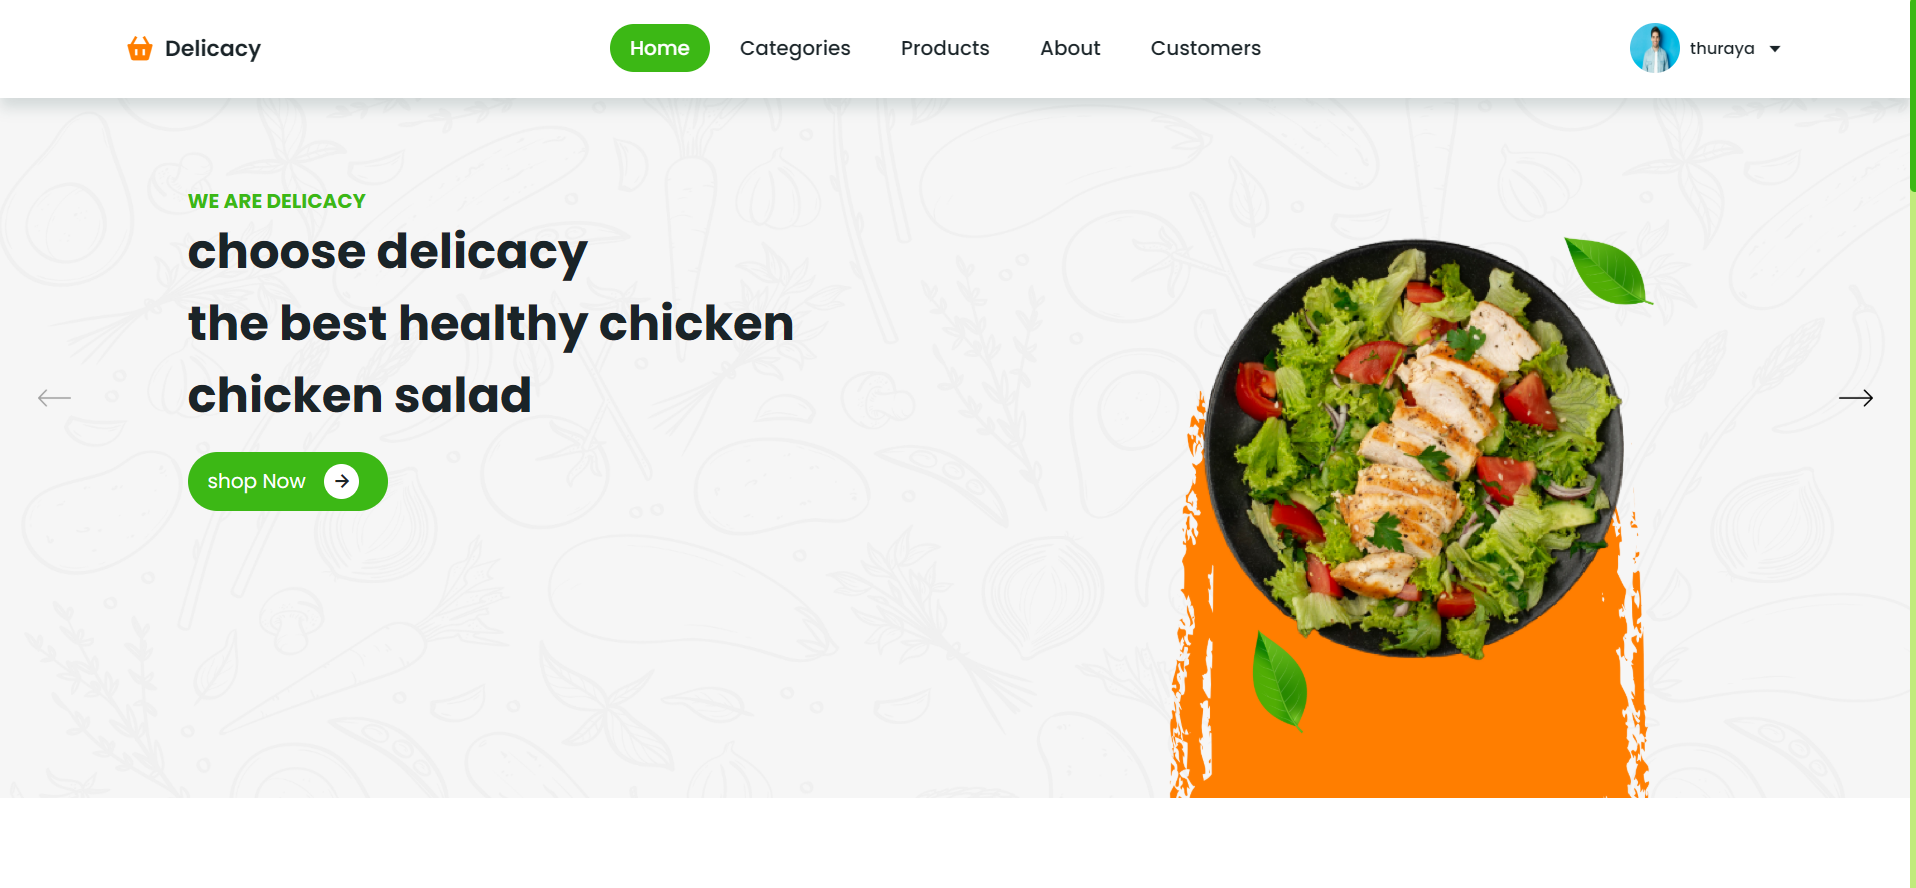 Delicacy
Home
Categories
Products
About
Customers
thuraya
WE ARE DELICACY
choose delicacy
the best healthy chicken
chicken salad
shop Now